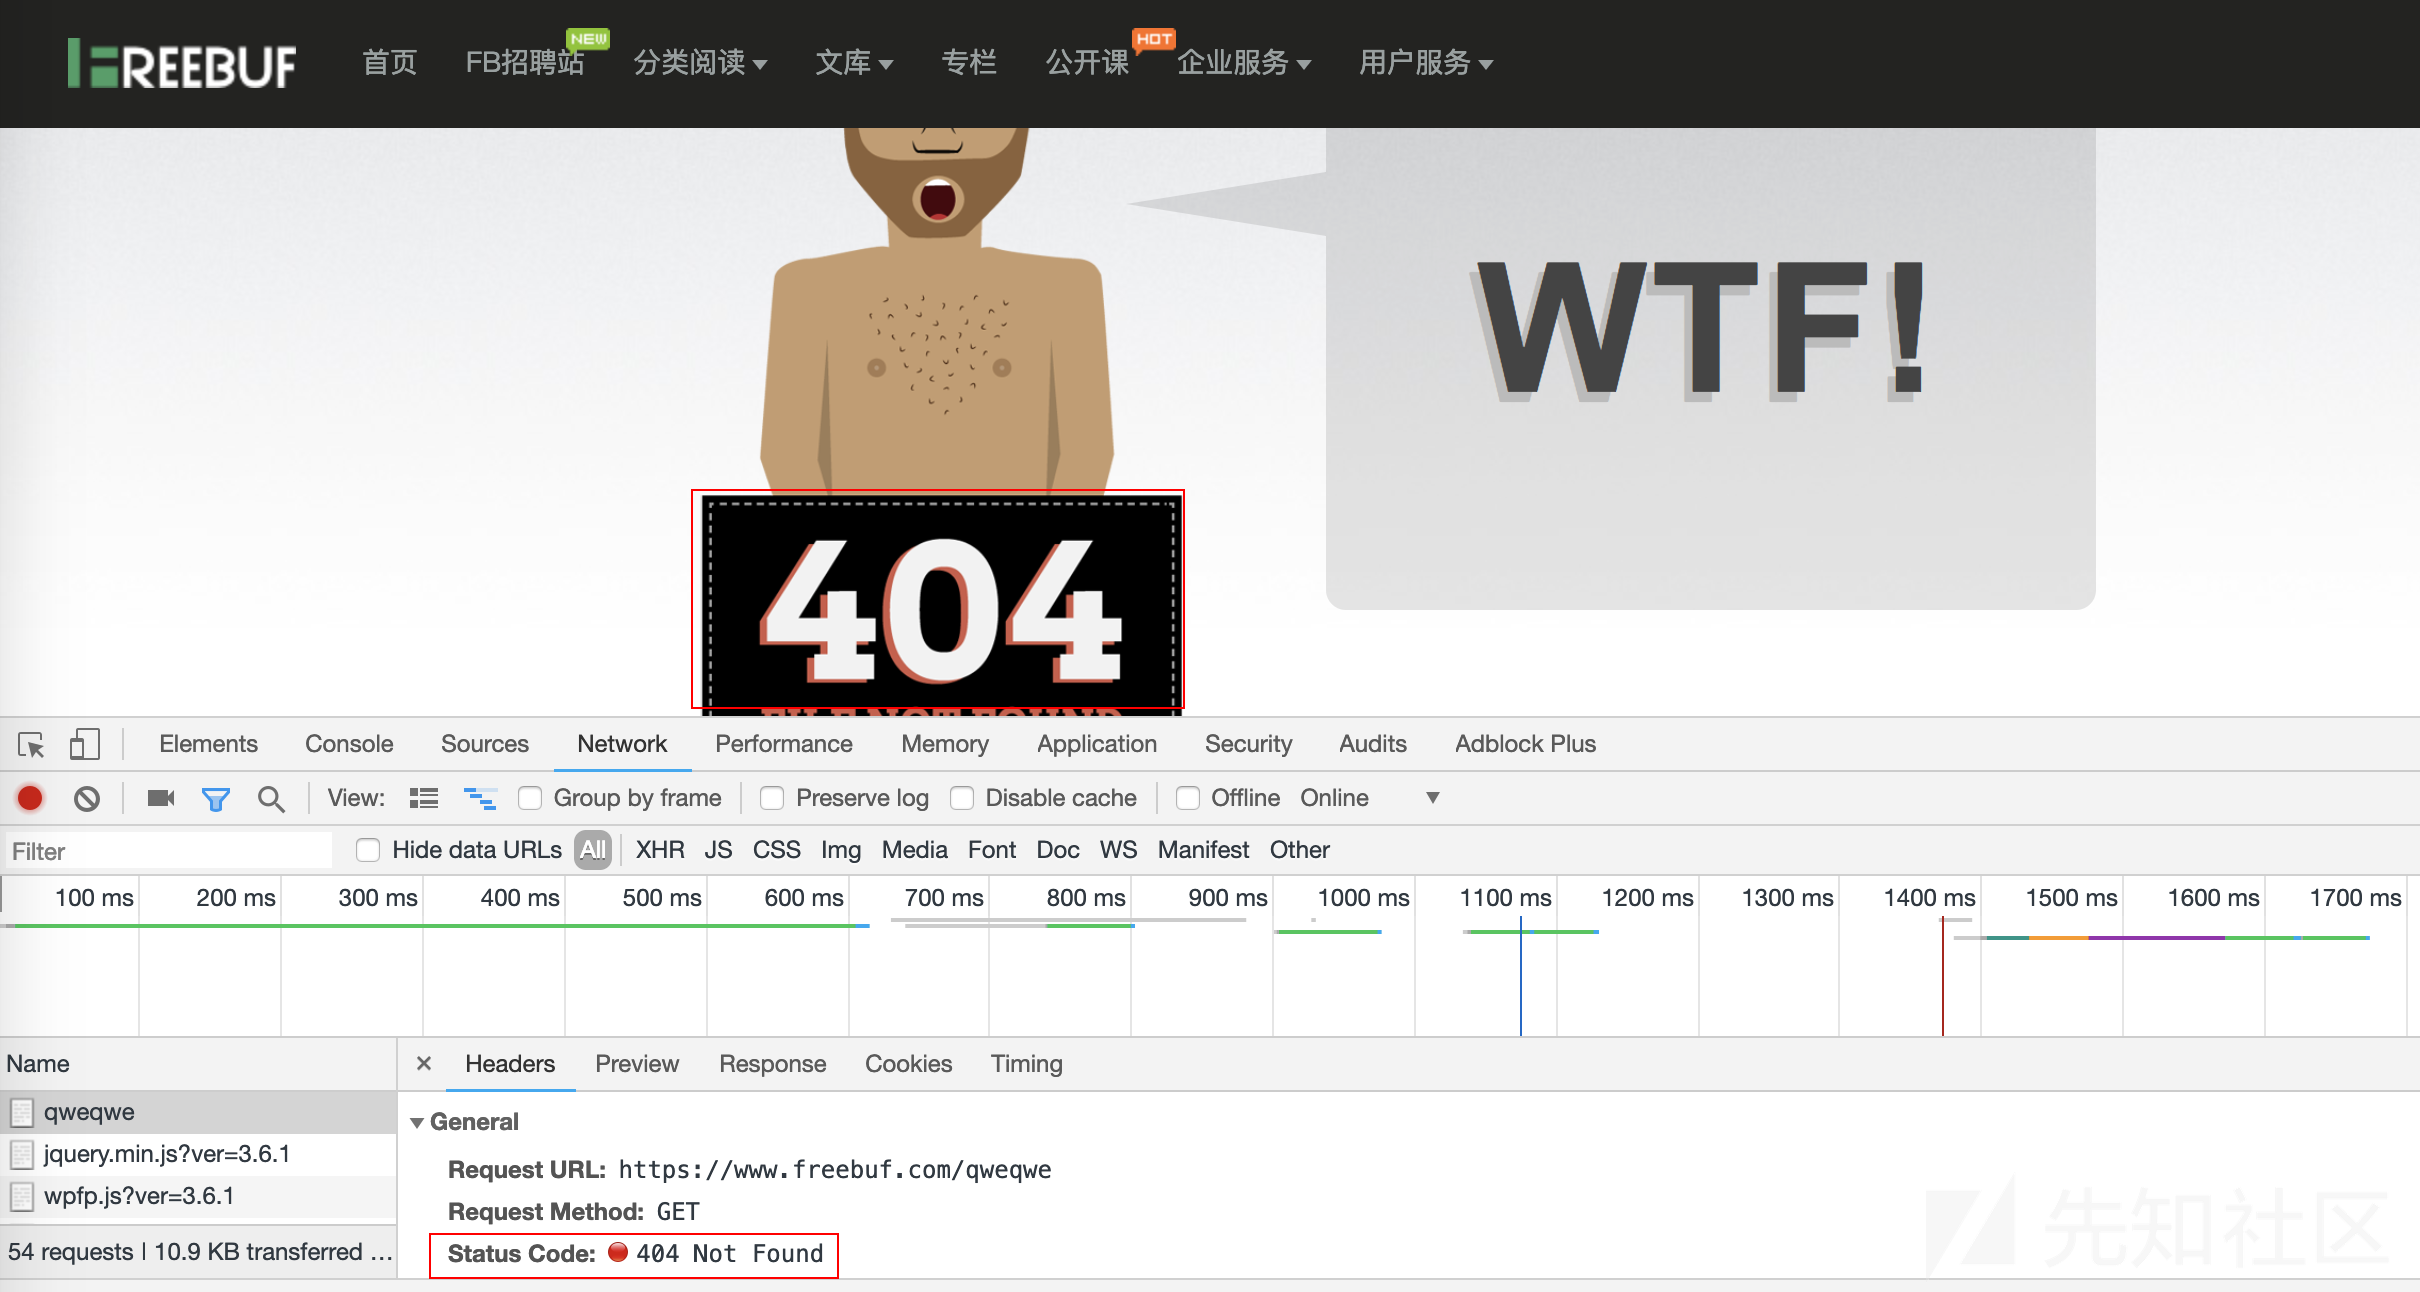 FREEBUF 首页 FB招聘站 NEW 分类阅读 文库 专栏 公开课 HOT 企业服务 用户服务
WTF!
404
FILE NOT FOUND
Elements Console Sources Network Performance Memory Application Security Audits Adblock Plus
View: Group by frame Preserve log Disable cache Offline Online
Filter Hide data URLs All XHR JS CSS Img Media Font Doc WS Manifest Other
100 ms 200 ms 300 ms 400 ms 500 ms 600 ms 700 ms 800 ms 900 ms 1000 ms 1100 ms 1200 ms 1300 ms 1400 ms 1500 ms 1600 ms 1700 ms
Name
qweqwe
jquery.min.js?ver=3.6.1
wpfp.js?ver=3.6.1
54 requests | 10.9 KB transferred ...
× Headers Preview Response Cookies Timing
General
Request URL: https://www.freebuf.com/qweqwe
Request Method: GET
Status Code: 404 Not Found
先知社区